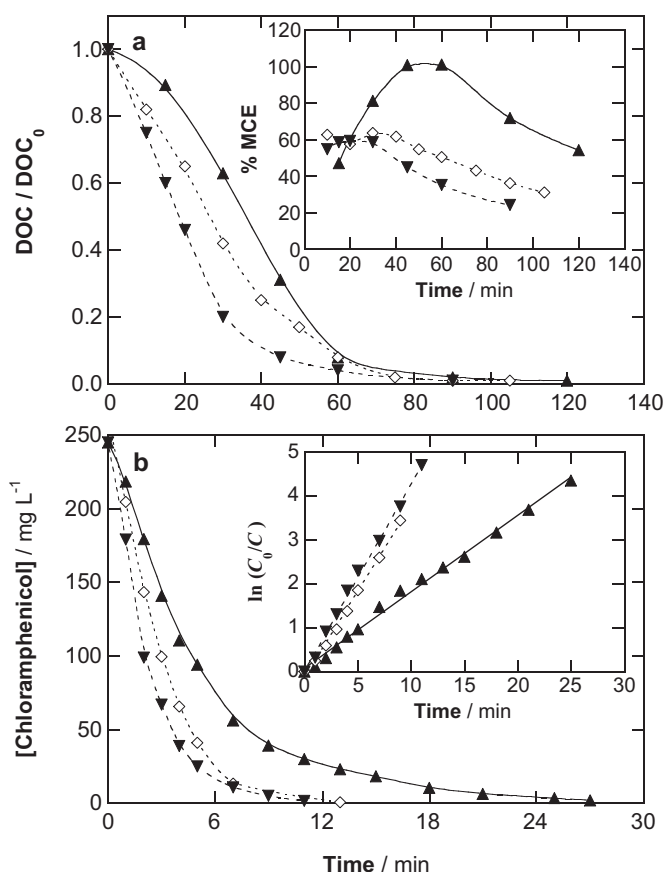 a
1.0
0.8
0.6
0.4
0.2
0.0
DOC / DOC0
0 20 40 60 80 100 120 140
120
100
80
60
40
20
0
% MCE
0 20 40 60 80 100 120 140
Time / min
b
250
200
150
100
50
0
[Chloramphenicol] / mg L-1
0 6 12 18 24 30
Time / min
5
4
3
2
1
0
ln (C0/C)
0 5 10 15 20 25 30
Time / min